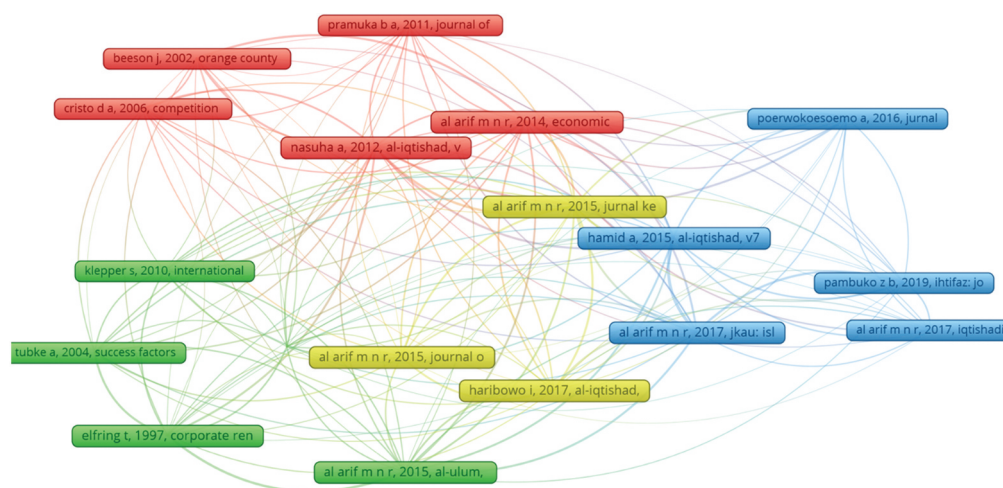 pramuka b a, 2011, journal of
beeson j, 2002, orange county
cristo d a, 2006, competition
al arif m n r, 2014, economic
poerwokoesoemo a, 2016, jurnal
nasuha a, 2012, al-iqtishad, v
al arif m n r, 2015, jurnal ke
hamid a, 2015, al-iqtishad, v7
klepper s, 2010, international
pambuko z b, 2019, ihtifaz: jo
al arif m n r, 2017, jkau: isl
al arif m n r, 2017, iqtishadi
tubke a, 2004, success factors
al arif m n r, 2015, journal o
haribowo i, 2017, al-iqtishad,
elfring t, 1997, corporate ren
al arif m n r, 2015, al-ulum,